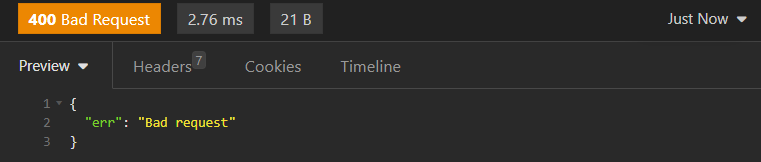 400 Bad Request 2.76 ms 21 B Just Now
Preview Headers 7 Cookies Timeline
1 {
2 "err": "Bad request"
3 }